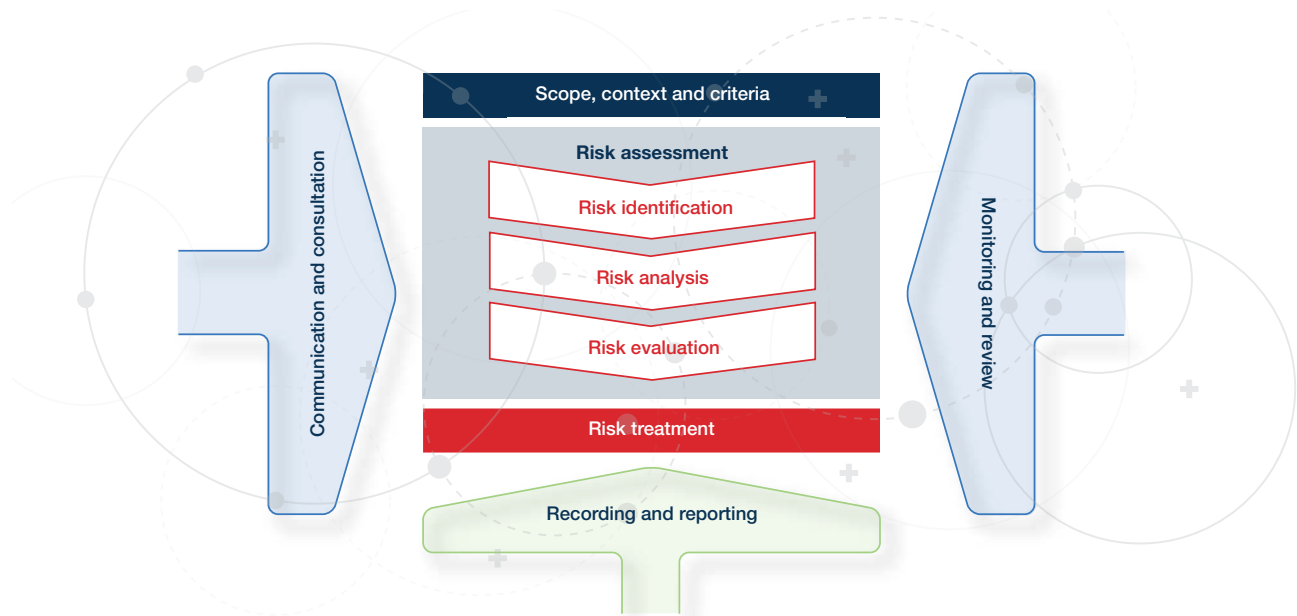 Scope, context and criteria
Communication and consultation
Risk assessment
Risk identification
Risk analysis
Risk evaluation
Monitoring and review
Risk treatment
Recording and reporting